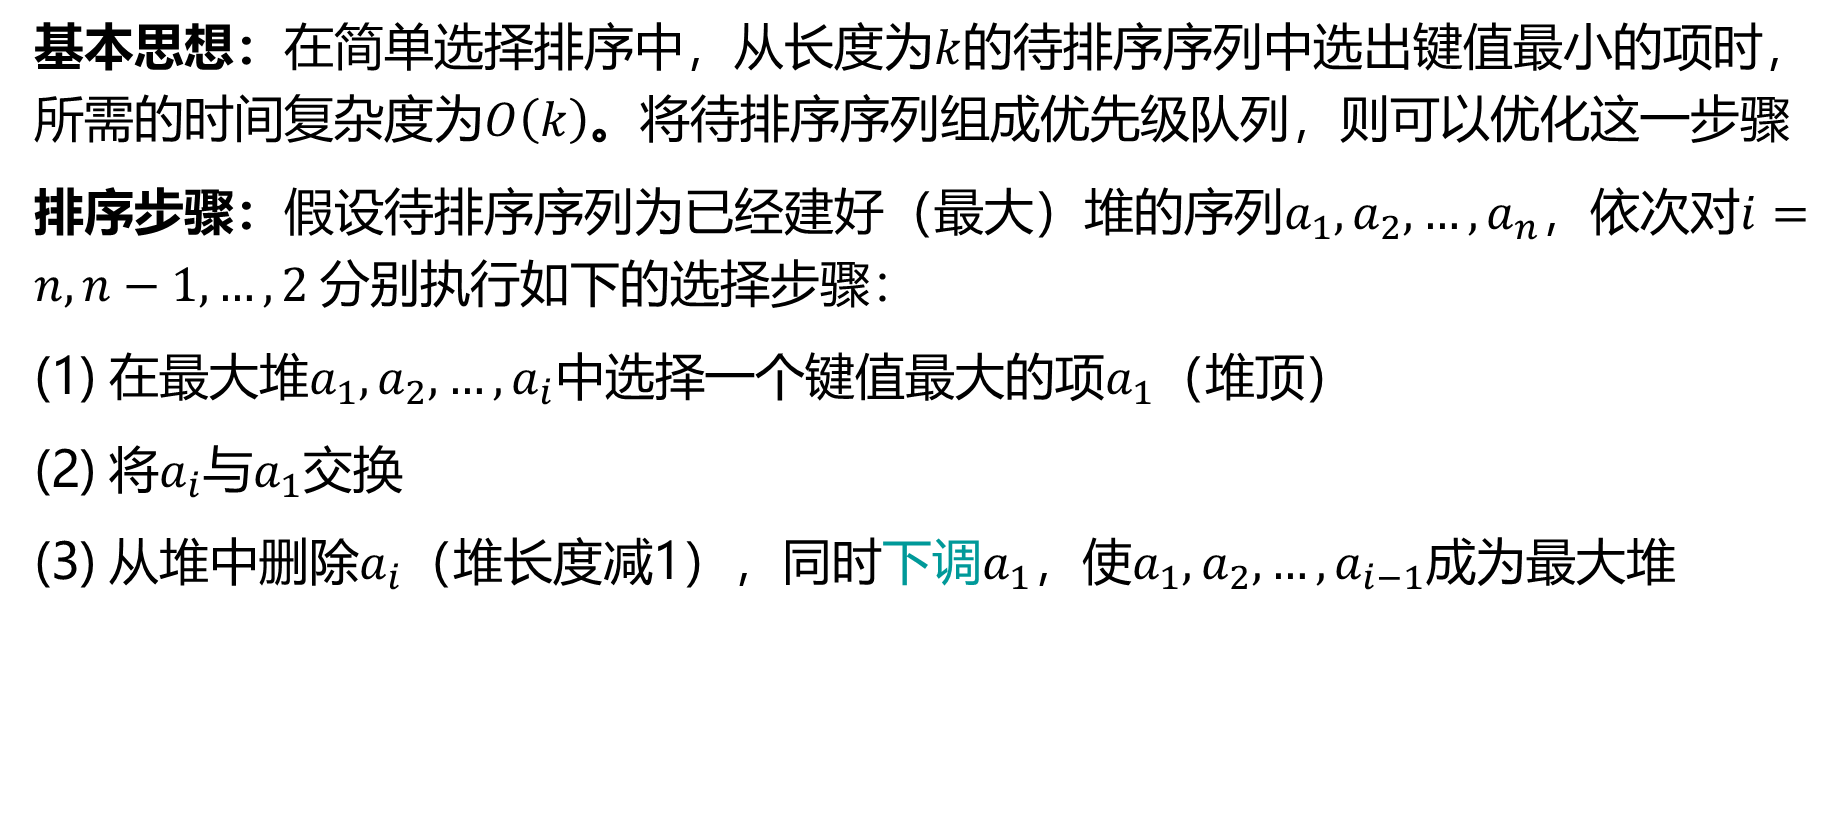 基本思想：在简单选择排序中，从长度为k的待排序序列中选出键值最小的项时，
所需的时间复杂度为O(k)。将待排序序列组成优先级队列，则可以优化这一步骤
排序步骤：假设待排序序列为已经建好（最大）堆的序列a₁, a₂, … , aₙ，依次对i =
n, n − 1, … , 2 分别执行如下的选择步骤：
(1) 在最大堆a₁, a₂, … , aᵢ中选择一个键值最大的项a₁（堆顶）
(2) 将aᵢ与a₁交换
(3) 从堆中删除aᵢ（堆长度减1），同时下调a₁，使a₁, a₂, … , aᵢ₋₁成为最大堆